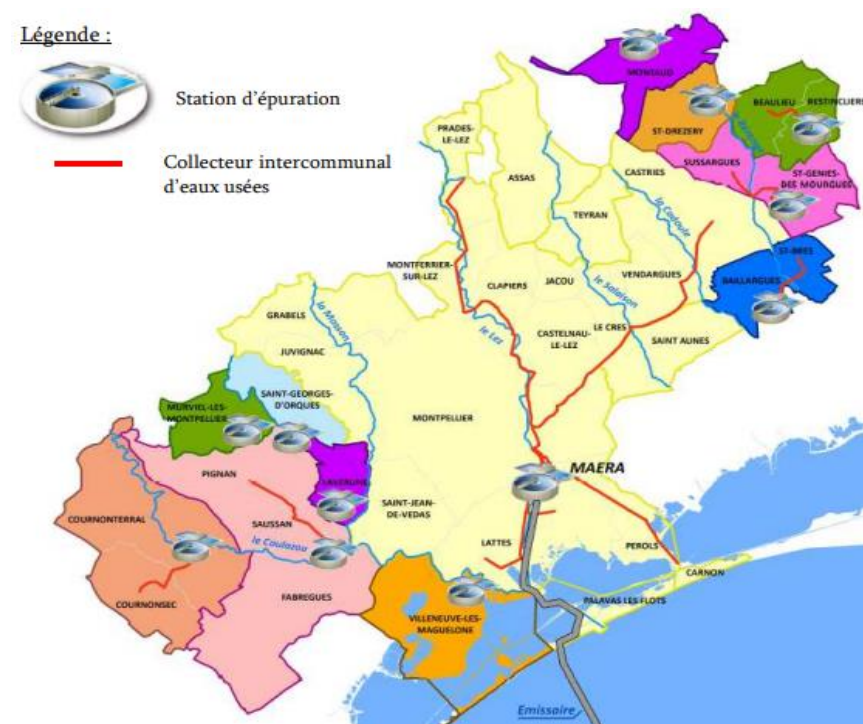 Légende :
Station d'épuration
Collecteur intercommunal
d'eaux usées
MONTAUD
BEAULIEU
RESTINCLIERES
ST-DREZERY
PRADES-
LE-LEZ
SUSSARGUES
ST-GENIES-
DES MOURGUES
ASSAS
CASTRIES
TEYRAN
la Cadoule
ST-BRES
MONTFERRIER-
SUR-LEZ
VENDARGUES
BAILLARGUES
CLAPIERS
JACOU
le Salaison
GRABELS
la Mosson
le Lez
CASTELNAU-
LE-LEZ
LE CRES
SAINT AUNES
JUVIGNAC
SAINT-GEORGES-
D'ORQUES
MURVIEL-LES-
MONTPELLIER
MONTPELLIER
PIGNAN
MAERA
LAVERUNE
SAINT-JEAN-
DE-VEDAS
COURNONTERRAL
SAUSSAN
le Coulazou
LATTES
PEROLS
CARNON
COURNONSEC
FABREGUES
PALAVAS LES FLOTS
VILLENEUVE-LES-
MAGUELONE
Emissaire